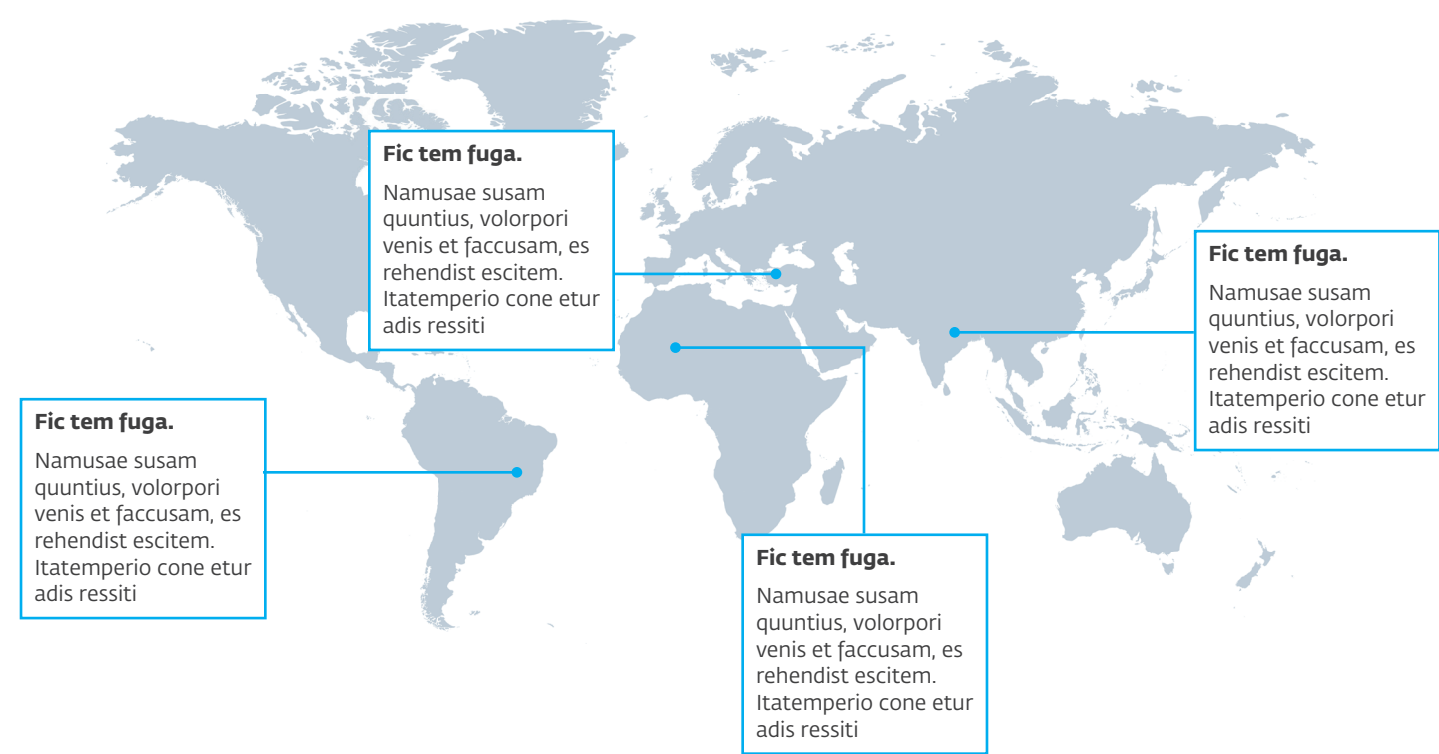 Fic tem fuga.
Namusae susam
quuntius, volorpori
venis et faccusam, es
rehendist escitem.
Itatemperio cone etur
adis ressiti
Fic tem fuga.
Namusae susam
quuntius, volorpori
venis et faccusam, es
rehendist escitem.
Itatemperio cone etur
adis ressiti
Fic tem fuga.
Namusae susam
quuntius, volorpori
venis et faccusam, es
rehendist escitem.
Itatemperio cone etur
adis ressiti
Fic tem fuga.
Namusae susam
quuntius, volorpori
venis et faccusam, es
rehendist escitem.
Itatemperio cone etur
adis ressiti